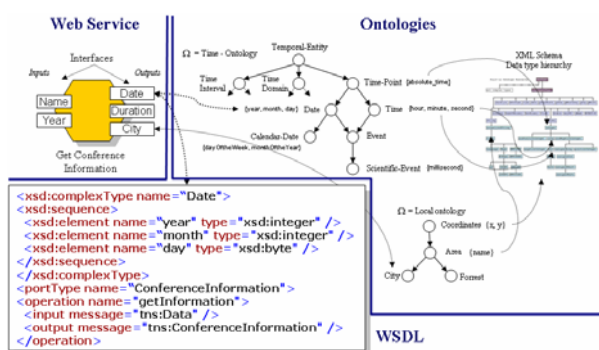 Web Service
Ontologies
Interfaces
Inputs
Outputs
Name
Year
Date
Duration
City
Get Conference
Information
Ω = Time - Ontology
Temporal-Entity
Time
Interval
Time
Domain
Time-Point [absolute_time]
{year, month, day}
Date
Time {hour, minute, second}
Calendar-Date
{dayOftheWeek, monthOftheYear}
Event
Scientific-Event {millisecond}
XML Schema
Data type hierarchy
Ω = Local ontology
Coordinates {x, y}
Area {name}
City
Forrest
<xsd:complexType name="Date">
<xsd:sequence>
<xsd:element name="year" type="xsd:integer" />
<xsd:element name="month" type="xsd:integer" />
<xsd:element name="day" type="xsd:byte" />
</xsd:sequence>
</xsd:complexType>
<portType name="ConferenceInformation">
<operation name="getInformation">
<input message="tns:Data" />
<output message="tns:ConferenceInformation" />
</operation>
WSDL